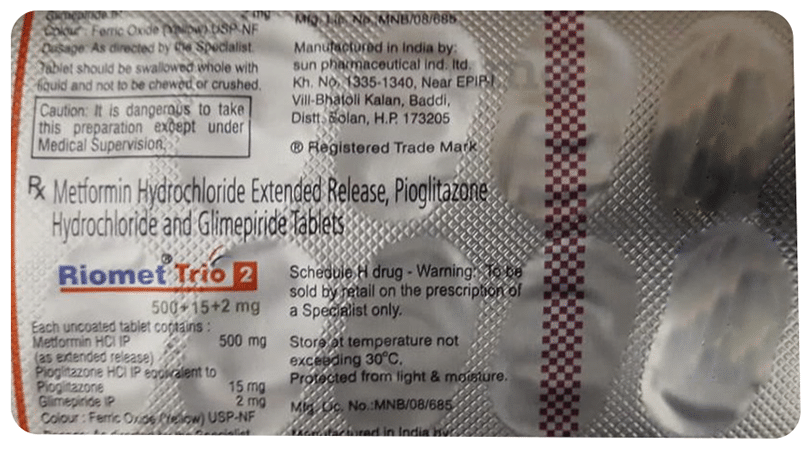 2 mg
Colour : Ferric Oxide (Yellow) USP-NF
Dusage: As directed by the Specialist.
Tablet should be swallowed whole with
liquid and not to be chewed or crushed.
Caution: It is dangerous to take
this preparation except under
Medical Supervision.
Mfg. Lic. No.:MNB/08/685
Manufactured in India by:
sun pharmaceutical ind. ltd.
Kh. No. 1335-1340, Near EPIP-I
Vill-Bhatoli Kalan, Baddi,
Distt. Solan, H.P. 173205
® Registered Trade Mark
Rx Metformin Hydrochloride Extended Release, Pioglitazone
Hydrochloride and Glimepiride Tablets
Riomet® Trio 2
500+15+2 mg
Each uncoated tablet contains :
Metformin HCl IP 500 mg
(as extended release)
Pioglitazone HCl IP equivalent to
Pioglitazone 15 mg
Glimepiride IP 2 mg
Colour : Ferric Oxide (Yellow) USP-NF
Schedule H drug - Warning: To be
sold by retail on the prescription of
a Specialist only.
Store at temperature not
exceeding 30°C.
Protected from light & moisture.
Mfg. Lic. No.:MNB/08/685
Manufactured in India by: